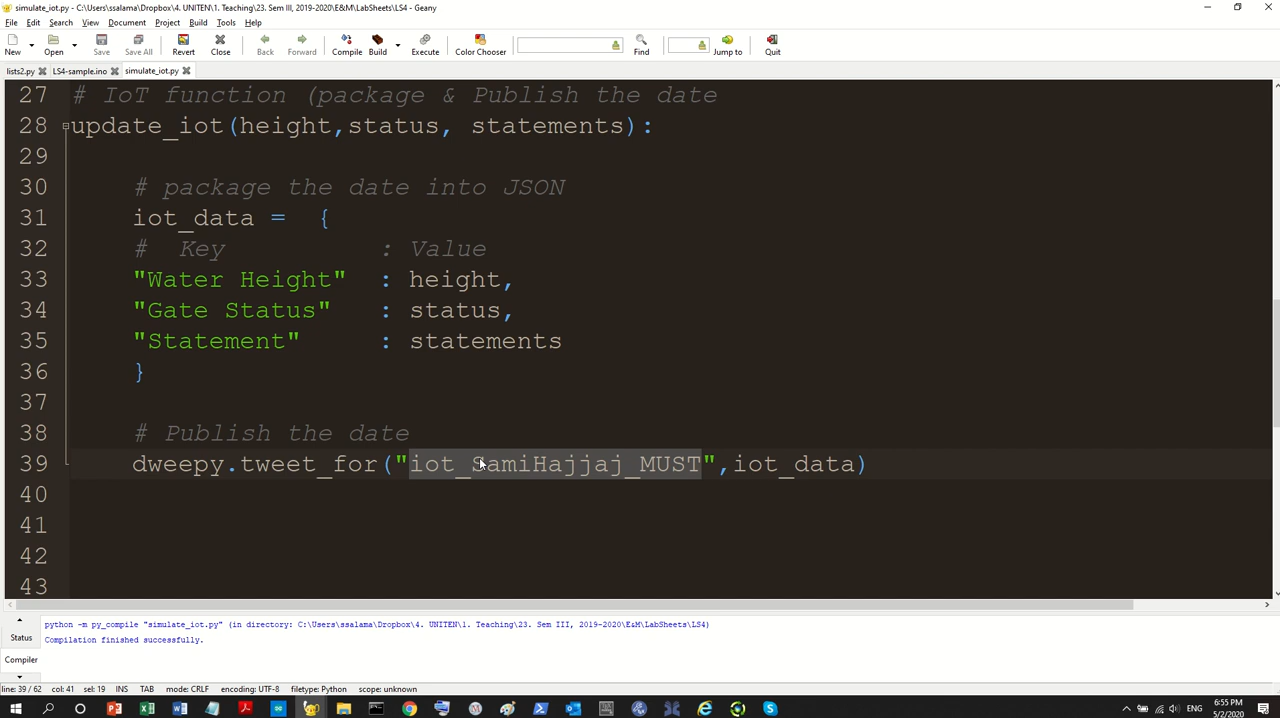 simulate_iot.py - C:\Users\ssalama\Dropbox\4. UNITEN\1. Teaching\23. Sem III, 2019-2020\E&M\LabSheets\LS4 - Geany
File Edit Search View Document Project Build Tools Help
New Open Save Save All Revert Close Back Forward Compile Build Execute Color Chooser Find Jump to Quit
lists2.py LS4-sample.ino simulate_iot.py
27 # IoT function (package & Publish the date
28 update_iot(height,status, statements):
29
30 # package the date into JSON
31 iot_data = {
32 # Key : Value
33 "Water Height" : height,
34 "Gate Status" : status,
35 "Statement" : statements
36 }
37
38 # Publish the date
39 dweepy.tweet_for("iot_SamiHajjaj_MUST",iot_data)
40
41
42
43
Status
Compiler
python -m py_compile "simulate_iot.py" (in directory: C:\Users\ssalama\Dropbox\4. UNITEN\1. Teaching\23. Sem III, 2019-2020\E&M\LabSheets\LS4)
Compilation finished successfully.
line: 39 / 62 col: 41 sel: 19 INS TAB mode: CRLF encoding: UTF-8 filetype: Python scope: unknown
ENG
6:55 PM
5/2/2020